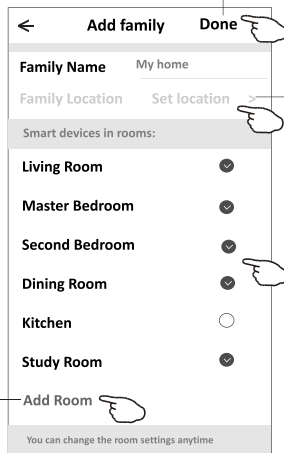 ← Add family Done
Family Name My home
Family Location Set location >
Smart devices in rooms:
Living Room
Master Bedroom
Second Bedroom
Dining Room
Kitchen
Study Room
Add Room
You can change the room settings anytime